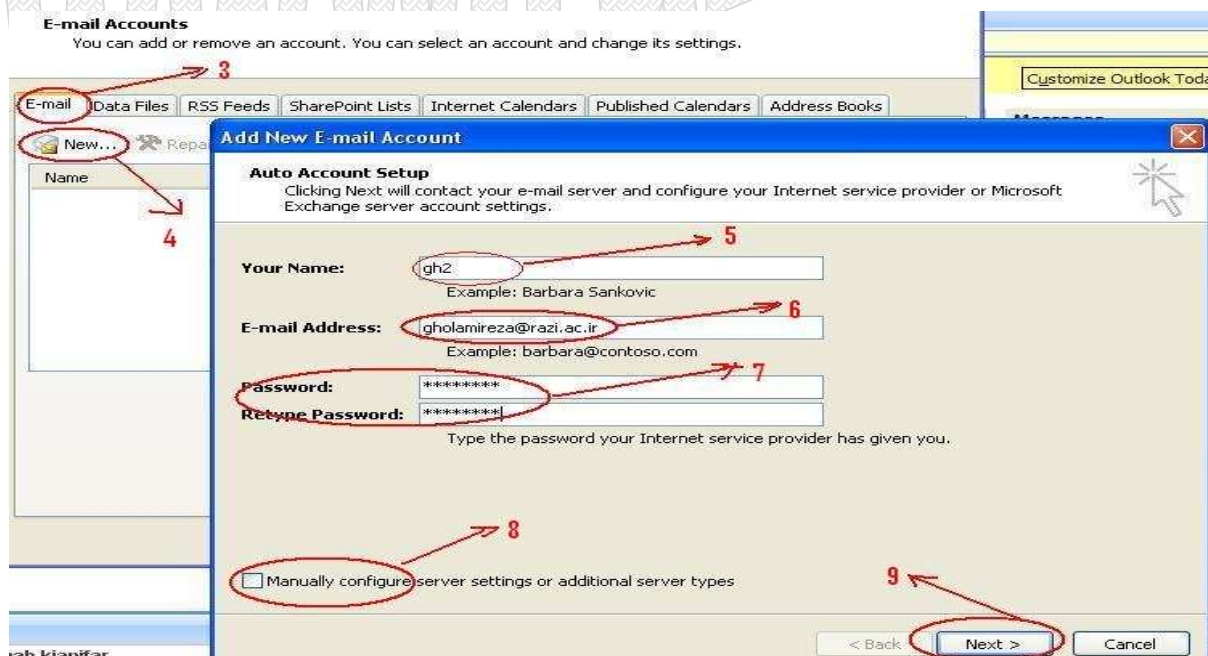 E-mail Accounts
You can add or remove an account. You can select an account and change its settings.
3
Customize Outlook Toda
E-mail Data Files RSS Feeds SharePoint Lists Internet Calendars Published Calendars Address Books
New... Repa
Add New E-mail Account
Name
Auto Account Setup
Clicking Next will contact your e-mail server and configure your Internet service provider or Microsoft
Exchange server account settings.
4
5
Your Name: gh2
Example: Barbara Sankovic
6
E-mail Address: gholamireza@razi.ac.ir
Example: barbara@contoso.com
7
Password: ********
Retype Password: ********
Type the password your Internet service provider has given you.
8
Manually configure server settings or additional server types
9
< Back Next > Cancel
kianifar